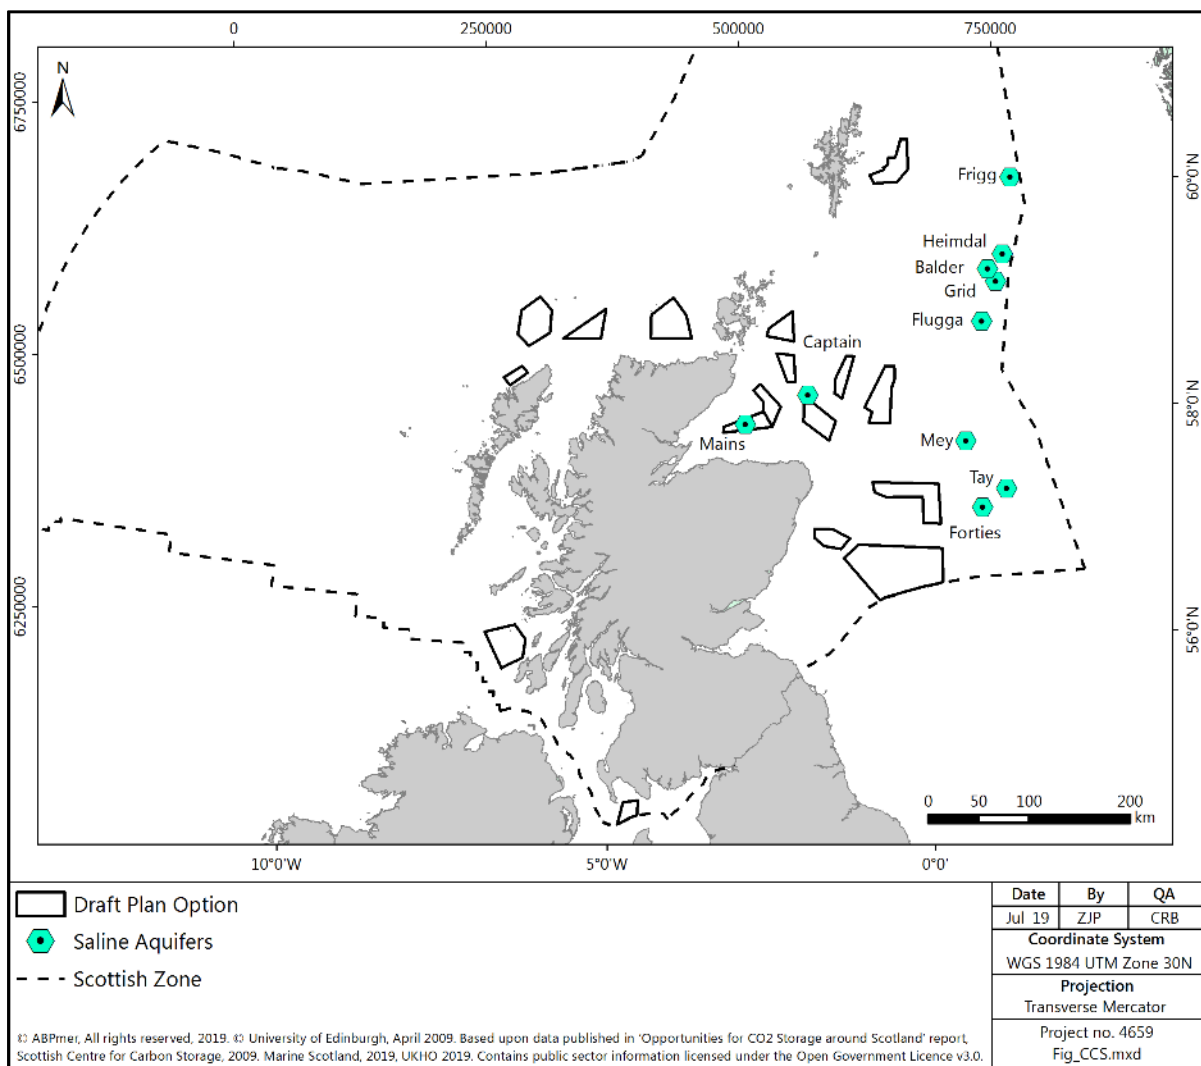 0 250000 500000 750000
N
6750000
6500000
6250000
60°0'N
58°0'N
56°0'N
Frigg
Heimdal
Balder
Grid
Flugga
Captain
Mains
Mey
Tay
Forties
0 50 100 200
km
10°0'W 5°0'W 0°0'
Draft Plan Option
Saline Aquifers
Scottish Zone
Date By QA
Jul 19 ZJP CRB
Coordinate System
WGS 1984 UTM Zone 30N
Projection
Transverse Mercator
Project no. 4659
Fig_CCS.mxd
© ABPmer, All rights reserved, 2019. © University of Edinburgh, April 2009. Based upon data published in 'Opportunities for CO2 Storage around Scotland' report,
Scottish Centre for Carbon Storage, 2009. Marine Scotland, 2019, UKHO 2019. Contains public sector information licensed under the Open Government Licence v3.0.